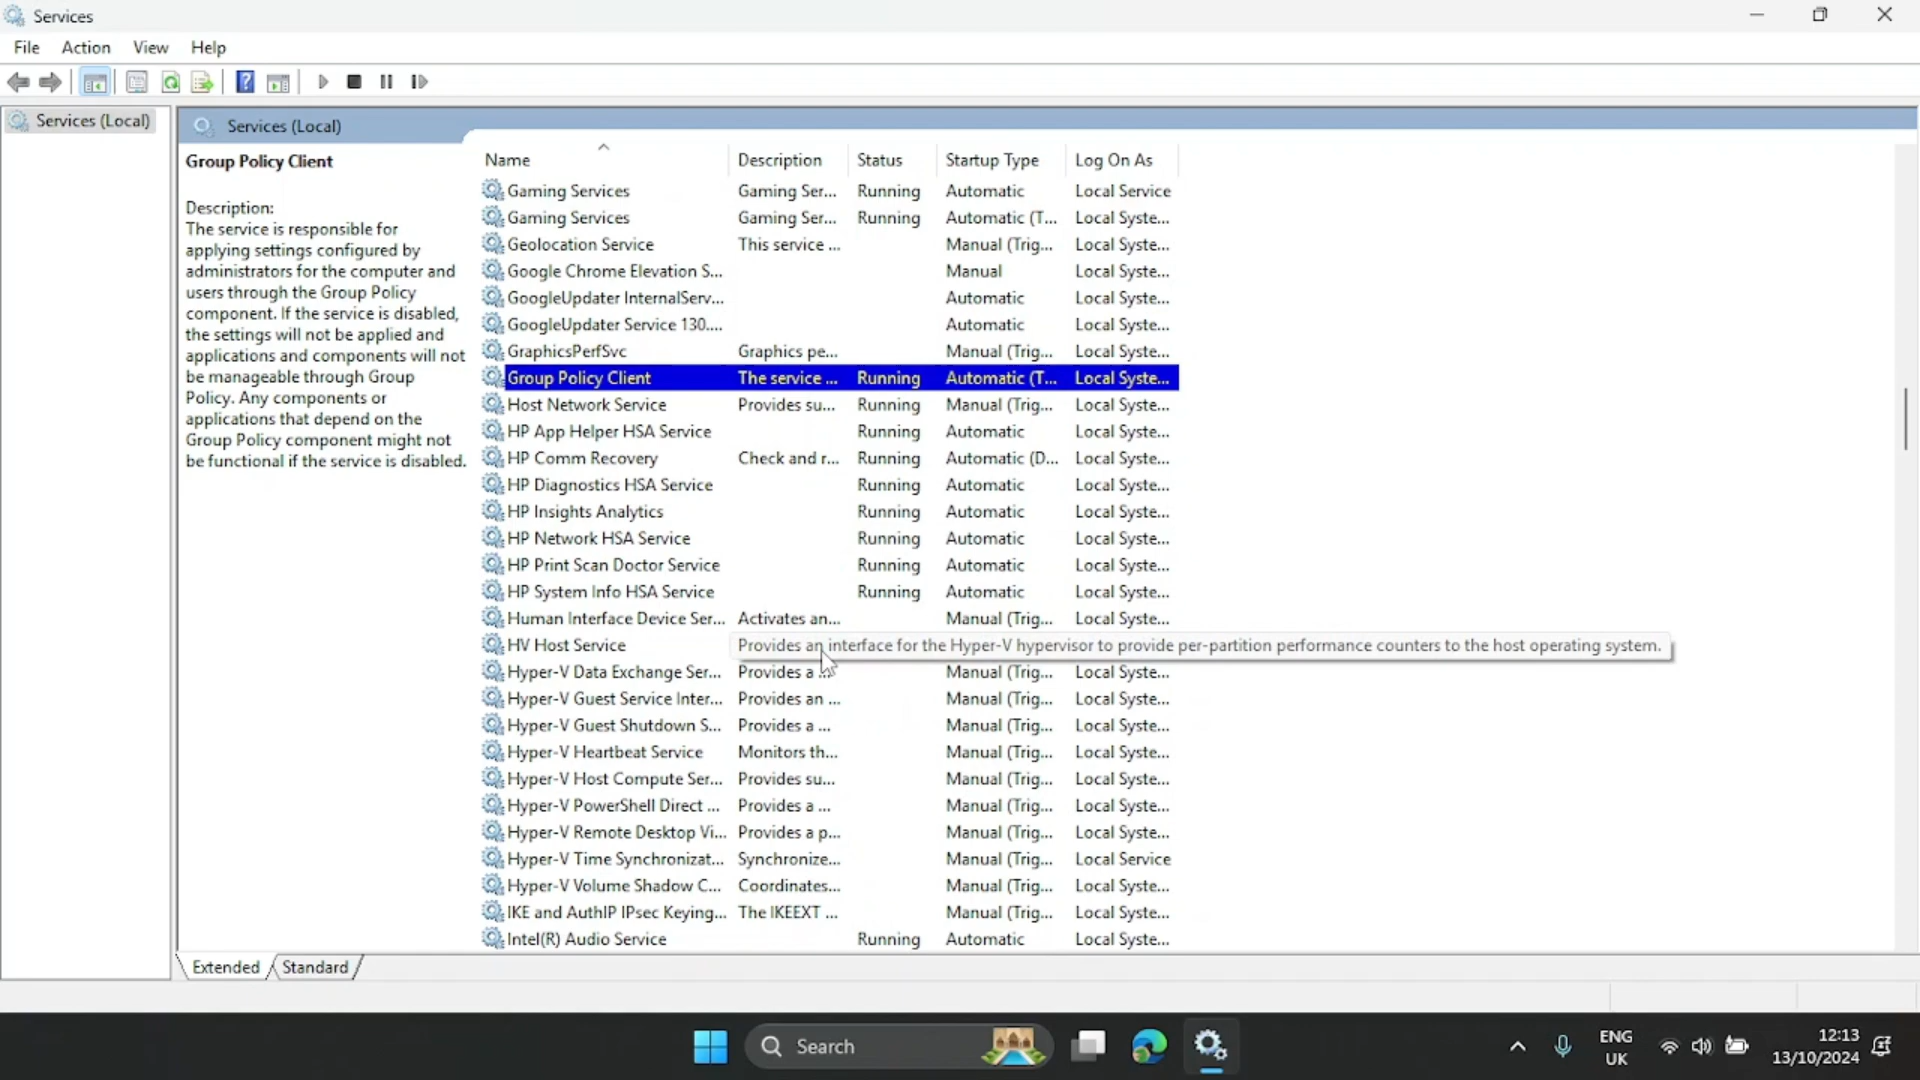 Services
File Action View Help
Services (Local)
Services (Local)
Group Policy Client
Description:
The service is responsible for
applying settings configured by
administrators for the computer and
users through the Group Policy
component. If the service is disabled,
the settings will not be applied and
applications and components will not
be manageable through Group
Policy. Any components or
applications that depend on the
Group Policy component might not
be functional if the service is disabled.
Name Description Status Startup Type Log On As
Gaming Services Gaming Ser... Running Automatic Local Service
Gaming Services Gaming Ser... Running Automatic (T... Local Syste...
Geolocation Service This service ... Manual (Trig... Local Syste...
Google Chrome Elevation S... Manual Local Syste...
GoogleUpdater InternalServ... Automatic Local Syste...
GoogleUpdater Service 130.... Automatic Local Syste...
GraphicsPerfSvc Graphics pe... Manual (Trig... Local Syste...
Group Policy Client The service ... Running Automatic (T... Local Syste...
Host Network Service Provides su... Running Manual (Trig... Local Syste...
HP App Helper HSA Service Running Automatic Local Syste...
HP Comm Recovery Check and r... Running Automatic (D... Local Syste...
HP Diagnostics HSA Service Running Automatic Local Syste...
HP Insights Analytics Running Automatic Local Syste...
HP Network HSA Service Running Automatic Local Syste...
HP Print Scan Doctor Service Running Automatic Local Syste...
HP System Info HSA Service Running Automatic Local Syste...
Human Interface Device Ser... Activates an... Manual (Trig... Local Syste...
HV Host Service Provides an interface for the Hyper-V hypervisor to provide per-partition performance counters to the host operating system.
Hyper-V Data Exchange Ser... Provides a ... Manual (Trig... Local Syste...
Hyper-V Guest Service Inter... Provides an ... Manual (Trig... Local Syste...
Hyper-V Guest Shutdown S... Provides a ... Manual (Trig... Local Syste...
Hyper-V Heartbeat Service Monitors th... Manual (Trig... Local Syste...
Hyper-V Host Compute Ser... Provides su... Manual (Trig... Local Syste...
Hyper-V PowerShell Direct ... Provides a ... Manual (Trig... Local Syste...
Hyper-V Remote Desktop Vi... Provides a p... Manual (Trig... Local Syste...
Hyper-V Time Synchronizat... Synchronize... Manual (Trig... Local Service
Hyper-V Volume Shadow C... Coordinates... Manual (Trig... Local Syste...
IKE and AuthIP IPsec Keying... The IKEEXT ... Manual (Trig... Local Syste...
Intel(R) Audio Service Running Automatic Local Syste...
Extended Standard
Search
ENG
UK
12:13
13/10/2024